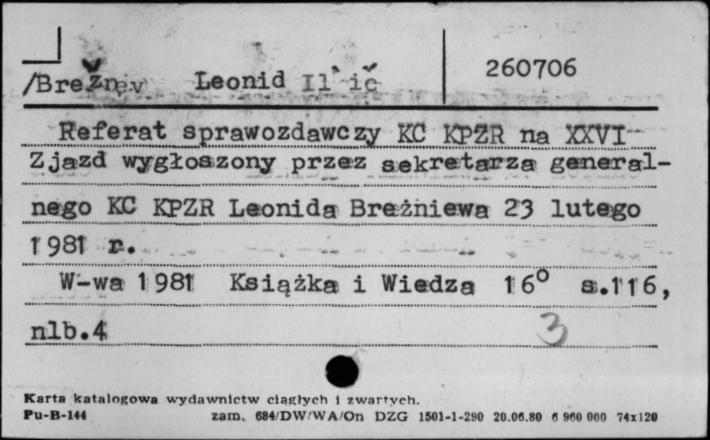 /Brežnev Leonid Il'ič 260706
Referat sprawozdawczy KC KPZR na XXVI
Zjazd wygłoszony przez sekretarza general-
nego KC KPZR Leonida Breżniewa 23 lutego
1981 r.
W-wa 1981 Książka i Wiedza 16° s.116,
nlb.4
3
Karta katalogowa wydawnictw ciągłych i zwartych.
Pu-B-144 zam. 684/DW/WA/On DZG 1501-1-290 20.06.80 6 960 000 74x120